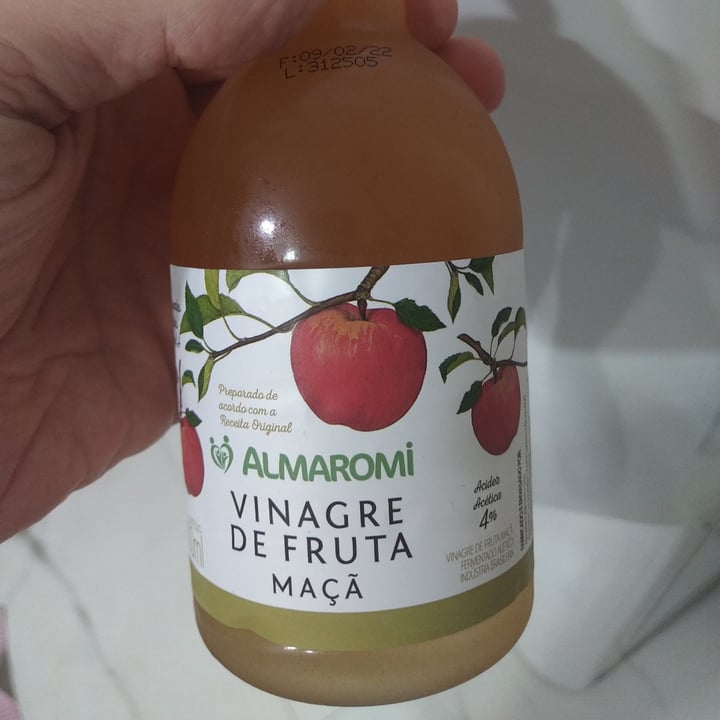 F:09/02/22
L:312505
Preparado de
acordo com a
Receita Original
ALMAROMI
VINAGRE
DE FRUTA
MAÇÃ
Acidez
Acética
4%
VINAGRE DE FRUTA MAÇÃ
FERMENTADO ACÉTICO
INDÚSTRIA BRASILEIRA
ml